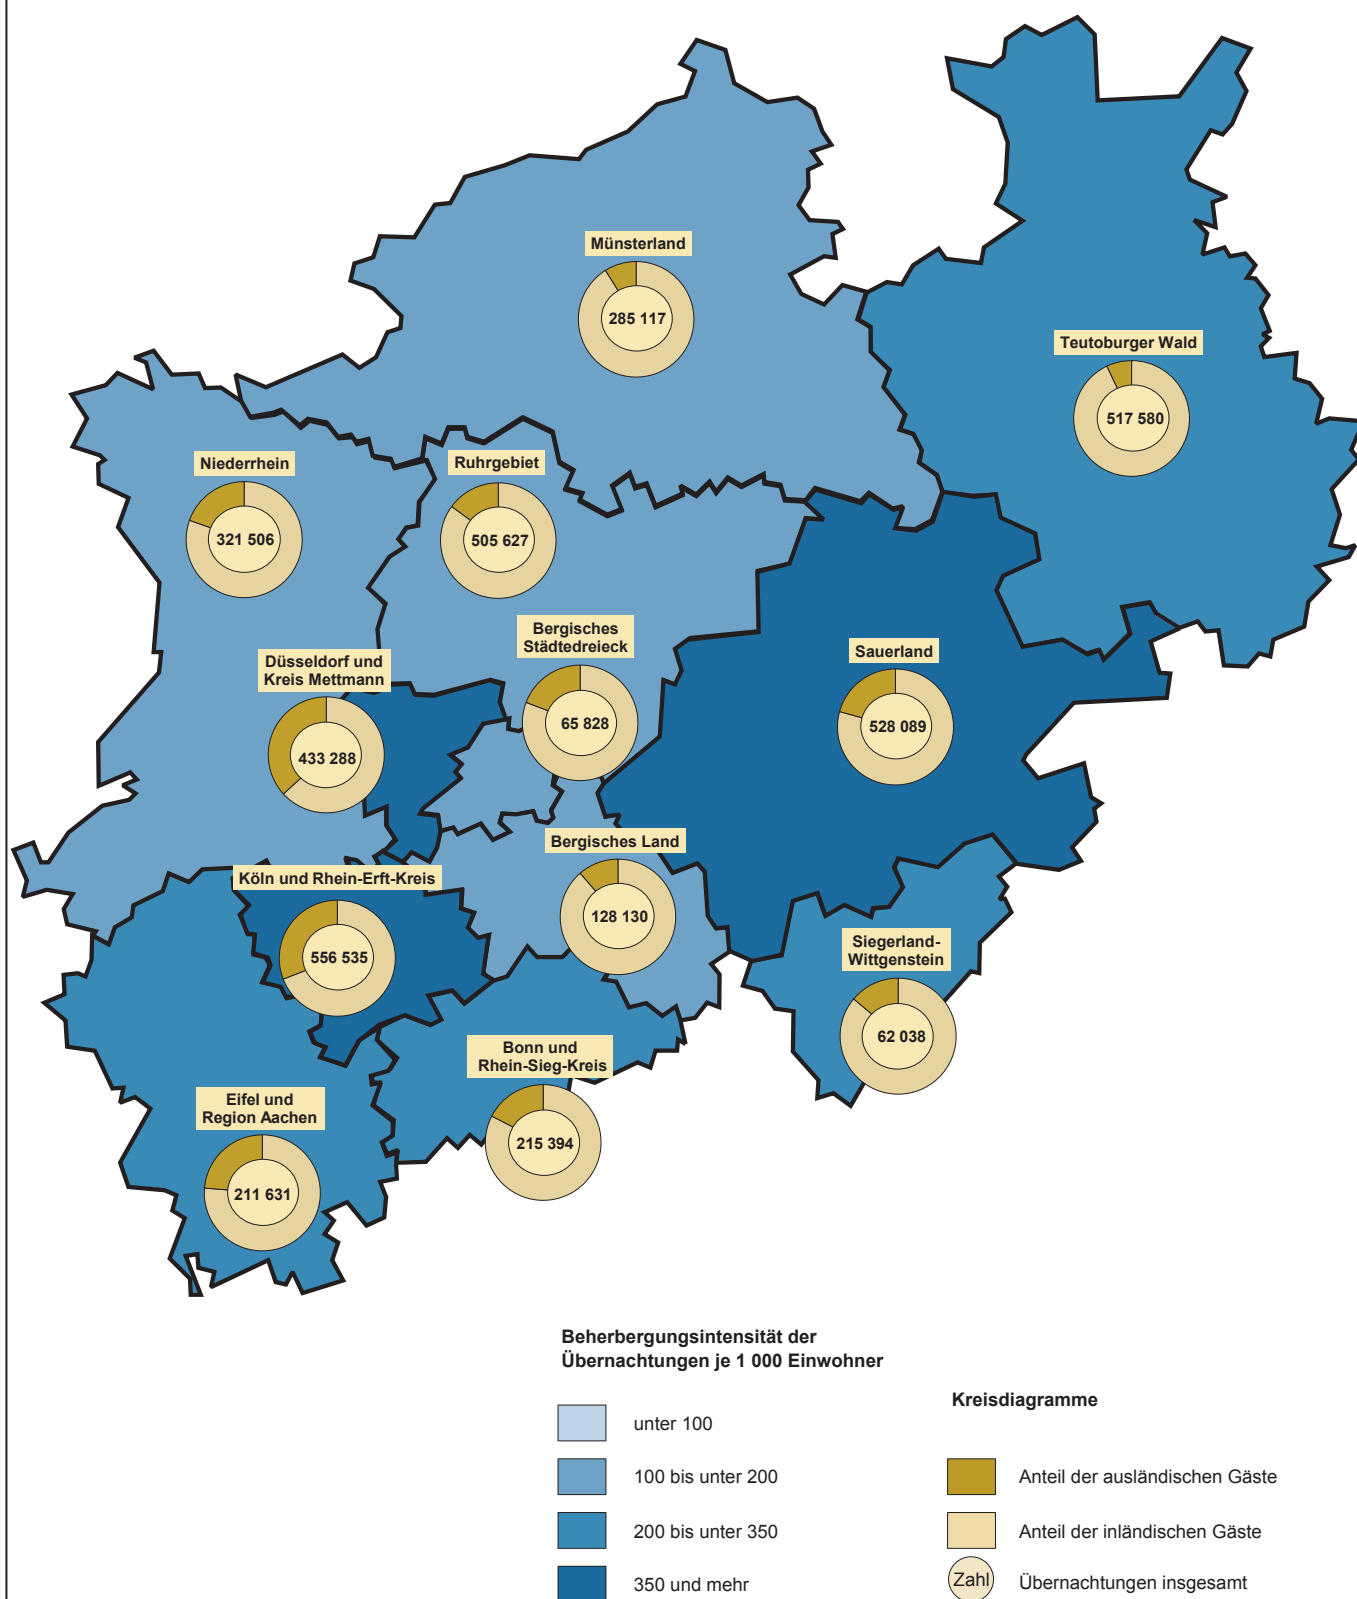 Münsterland
285 117
Teutoburger Wald
517 580
Niederrhein
321 506
Ruhrgebiet
505 627
Bergisches
Städtedreieck
65 828
Sauerland
528 089
Düsseldorf und
Kreis Mettmann
433 288
Bergisches Land
128 130
Köln und Rhein-Erft-Kreis
556 535
Siegerland-
Wittgenstein
62 038
Bonn und
Rhein-Sieg-Kreis
215 394
Eifel und
Region Aachen
211 631
Beherbergungsintensität der
Übernachtungen je 1 000 Einwohner
unter 100
100 bis unter 200
200 bis unter 350
350 und mehr
Kreisdiagramme
Anteil der ausländischen Gäste
Anteil der inländischen Gäste
Zahl Übernachtungen insgesamt